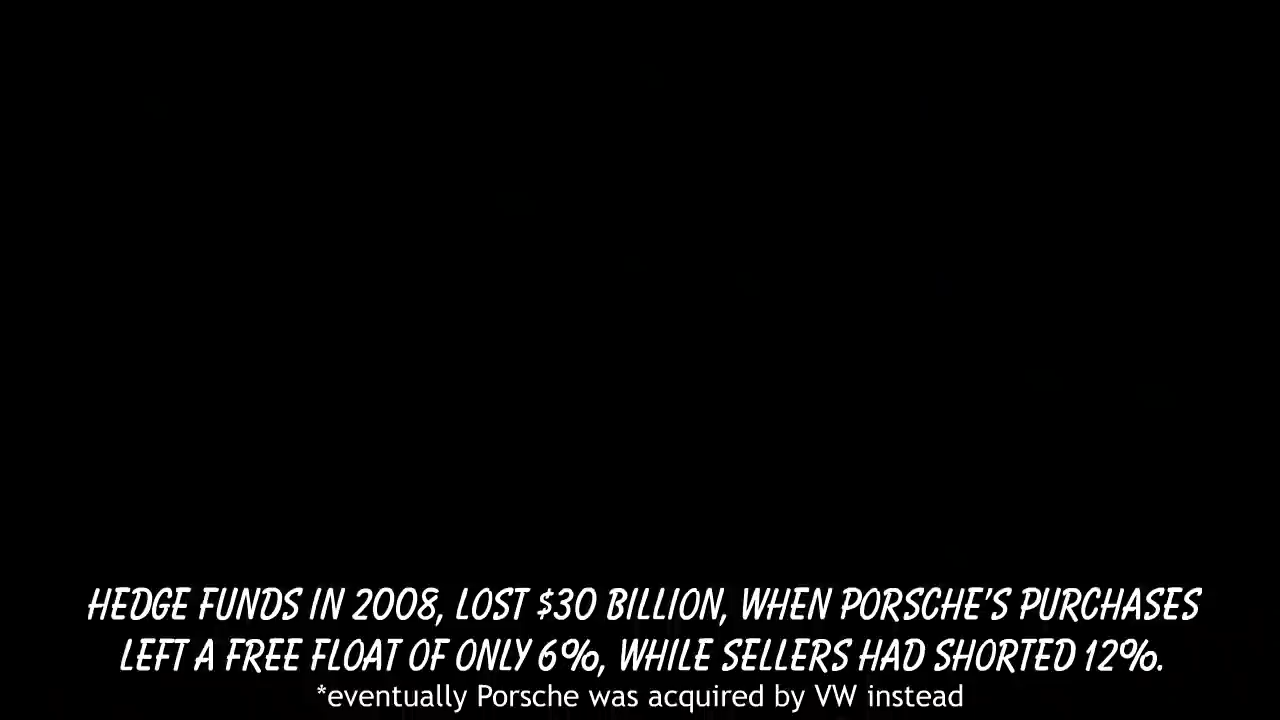 HEDGE FUNDS IN 2008, LOST $30 BILLION, WHEN PORSCHE'S PURCHASES
LEFT A FREE FLOAT OF ONLY 6%, WHILE SELLERS HAD SHORTED 12%.
*eventually Porsche was acquired by VW instead